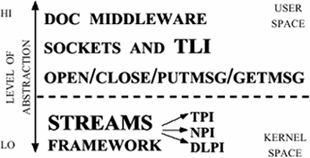 HI
DOC MIDDLEWARE
USER
SPACE
SOCKETS AND TLI
OPEN/CLOSE/PUTMSG/GETMSG
LEVEL OF
ABSTRACTION
STREAMS
FRAMEWORK
TPI
NPI
DLPI
LO
KERNEL
SPACE